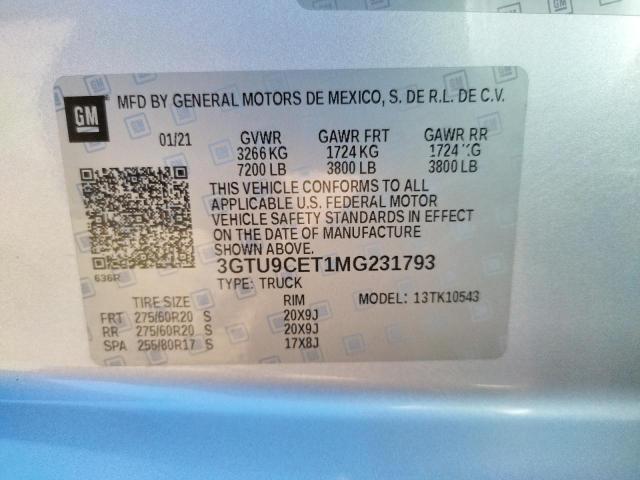 GM
MFD BY GENERAL MOTORS DE MEXICO, S. DE R.L. DE C.V.
01/21 GVWR GAWR FRT GAWR RR
3266 KG 1724 KG 1724 KG
7200 LB 3800 LB 3800 LB
THIS VEHICLE CONFORMS TO ALL
APPLICABLE U.S. FEDERAL MOTOR
VEHICLE SAFETY STANDARDS IN EFFECT
ON THE DATE OF MANUFACTURE
SHOWN ABOVE.
636R
3GTU9CET1MG231793
TYPE: TRUCK MODEL: 13TK10543
TIRE SIZE RIM
FRT 275/60R20 S 20X9J
RR 275/60R20 S 20X9J
SPA 255/80R17 S 17X8J